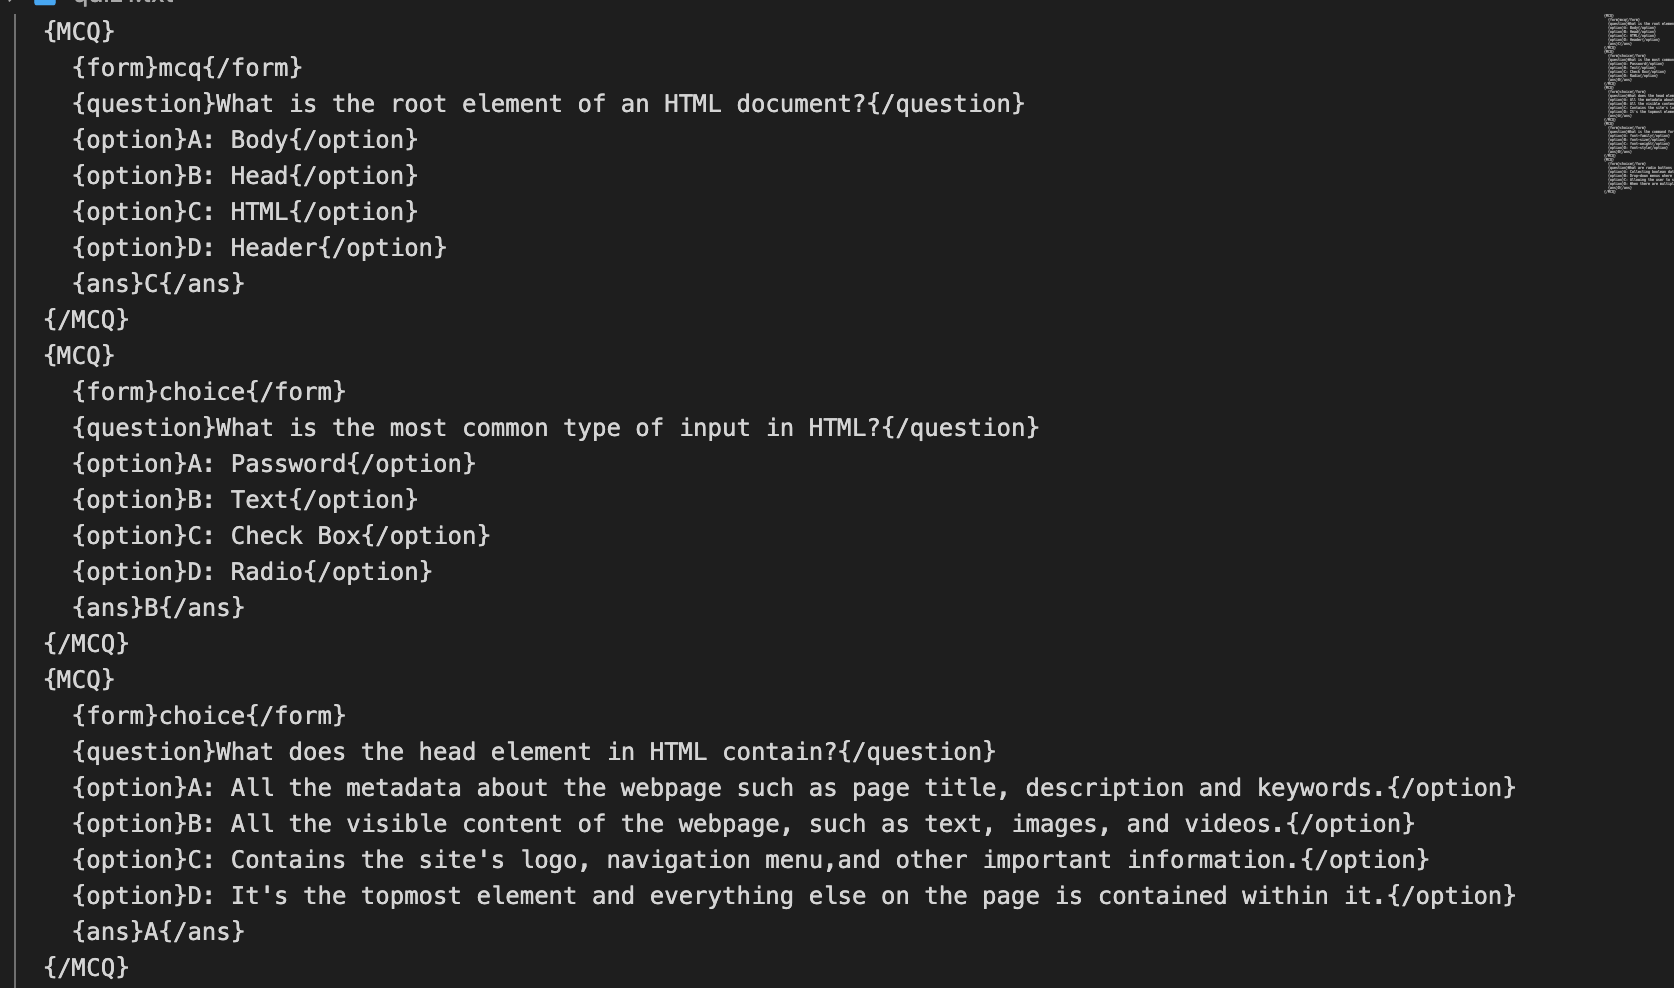 {MCQ}
{form}mcq{/form}
{question}What is the root element of an HTML document?{/question}
{option}A: Body{/option}
{option}B: Head{/option}
{option}C: HTML{/option}
{option}D: Header{/option}
{ans}C{/ans}
{/MCQ}
{MCQ}
{form}choice{/form}
{question}What is the most common type of input in HTML?{/question}
{option}A: Password{/option}
{option}B: Text{/option}
{option}C: Check Box{/option}
{option}D: Radio{/option}
{ans}B{/ans}
{/MCQ}
{MCQ}
{form}choice{/form}
{question}What does the head element in HTML contain?{/question}
{option}A: All the metadata about the webpage such as page title, description and keywords.{/option}
{option}B: All the visible content of the webpage, such as text, images, and videos.{/option}
{option}C: Contains the site's logo, navigation menu,and other important information.{/option}
{option}D: It's the topmost element and everything else on the page is contained within it.{/option}
{ans}A{/ans}
{/MCQ}